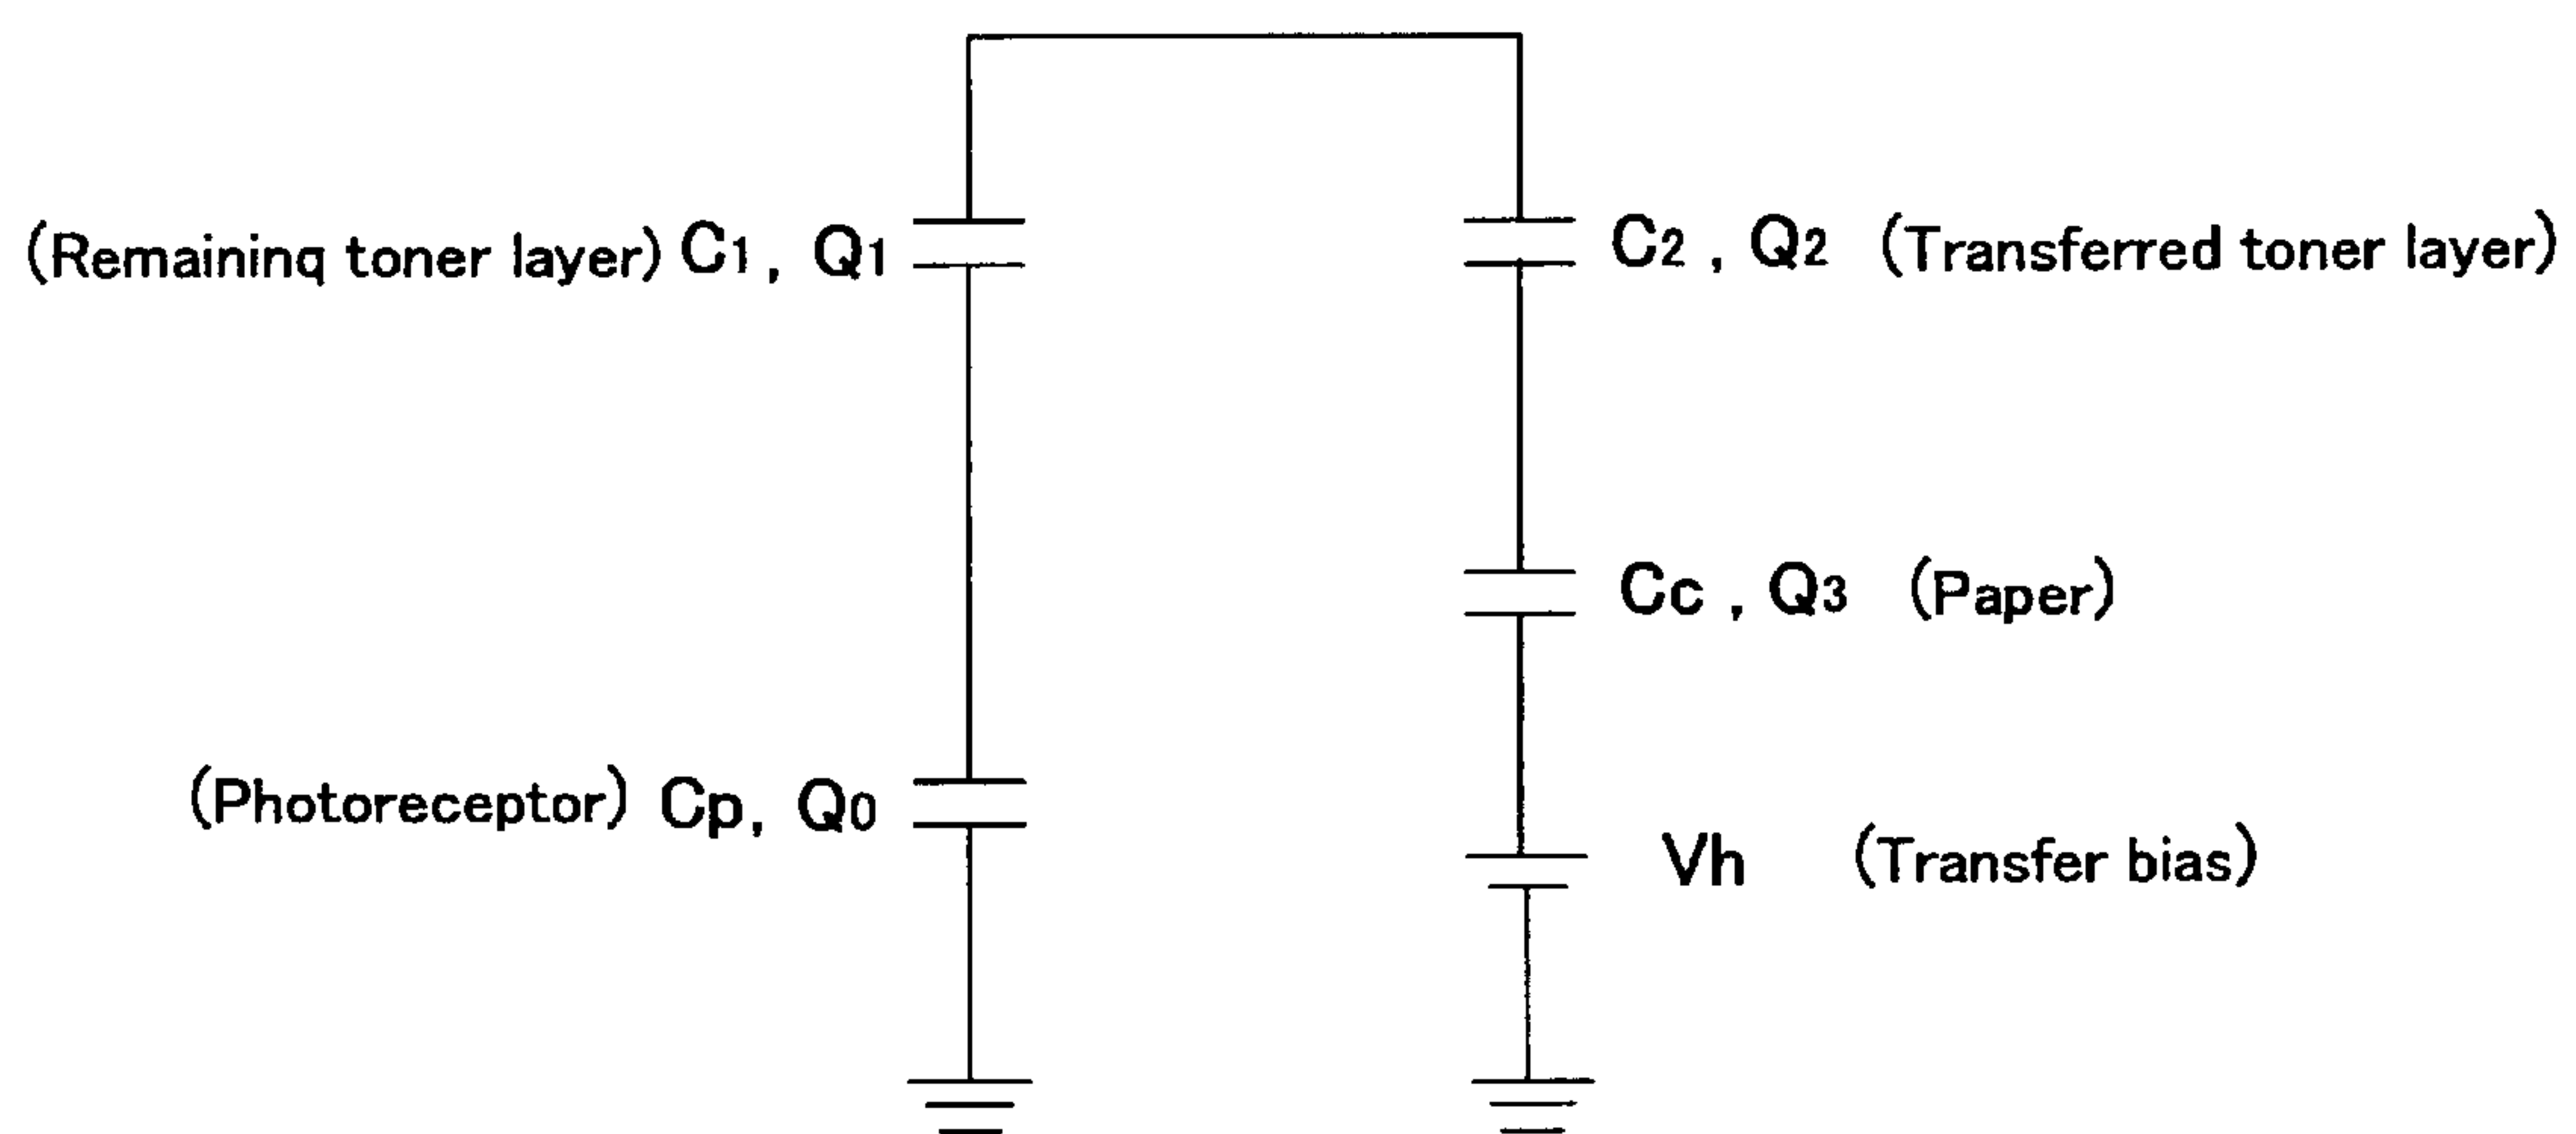 (Remaininq toner layer) C1, Q1
C2, Q2 (Transferred toner layer)
Cc, Q3 (Paper)
(Photoreceptor) Cp, Q0
Vh (Transfer bias)